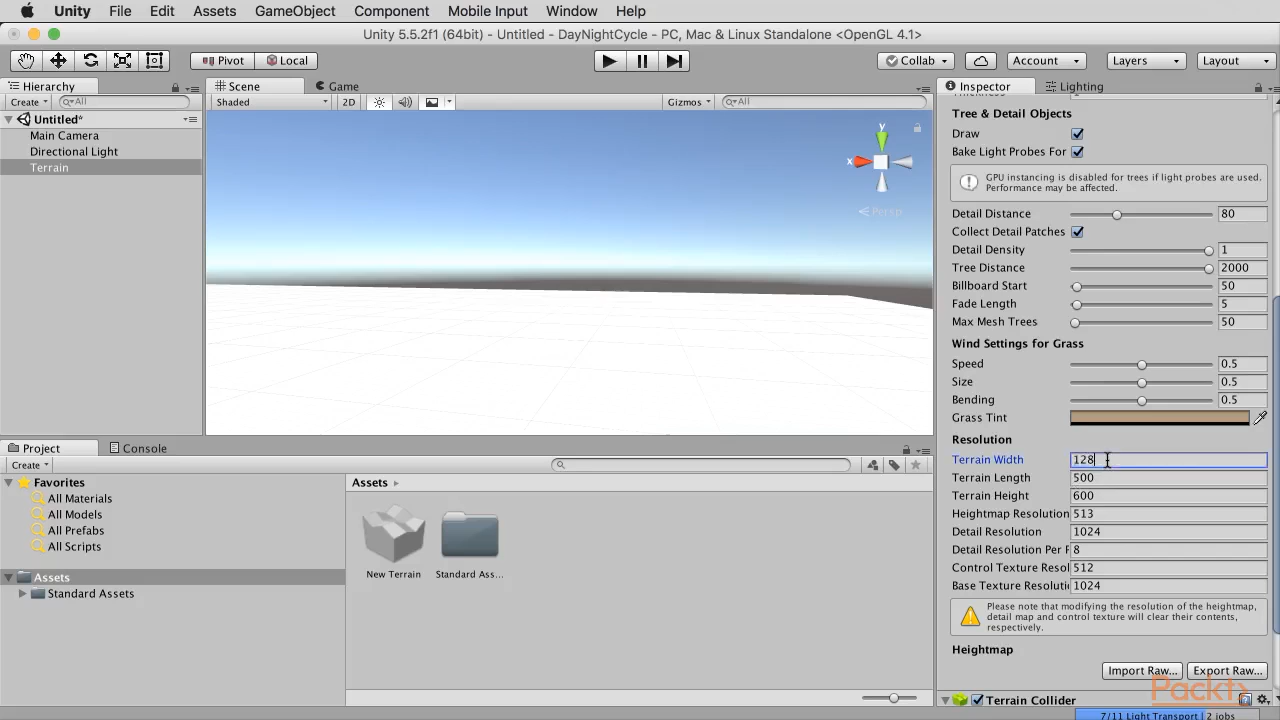 Unity File Edit Assets GameObject Component Mobile Input Window Help
Unity 5.5.2f1 (64bit) - Untitled - DayNightCycle - PC, Mac & Linux Standalone <OpenGL 4.1>
Pivot Local Collab Account Layers Layout
Hierarchy
Create All
Untitled*
Main Camera
Directional Light
Terrain
Scene Game
Shaded 2D Gizmos All
y
x
Persp
Inspector Lighting
Tree & Detail Objects
Draw
Bake Light Probes For
GPU instancing is disabled for trees if light probes are used.
Performance may be affected.
Detail Distance 80
Collect Detail Patches
Detail Density 1
Tree Distance 2000
Billboard Start 50
Fade Length 5
Max Mesh Trees 50
Wind Settings for Grass
Speed 0.5
Size 0.5
Bending 0.5
Grass Tint
Resolution
Terrain Width 128
Terrain Length 500
Terrain Height 600
Heightmap Resolution 513
Detail Resolution 1024
Detail Resolution Per 8
Control Texture Resol 512
Base Texture Resoluti 1024
Please note that modifying the resolution of the heightmap,
detail map and control texture will clear their contents,
respectively.
Heightmap
Import Raw... Export Raw...
Terrain Collider
7/11 Light Transport 2 jobs
Packt
Project Console
Create
Favorites
All Materials
All Models
All Prefabs
All Scripts
Assets
Standard Assets
Assets
New Terrain Standard Ass...